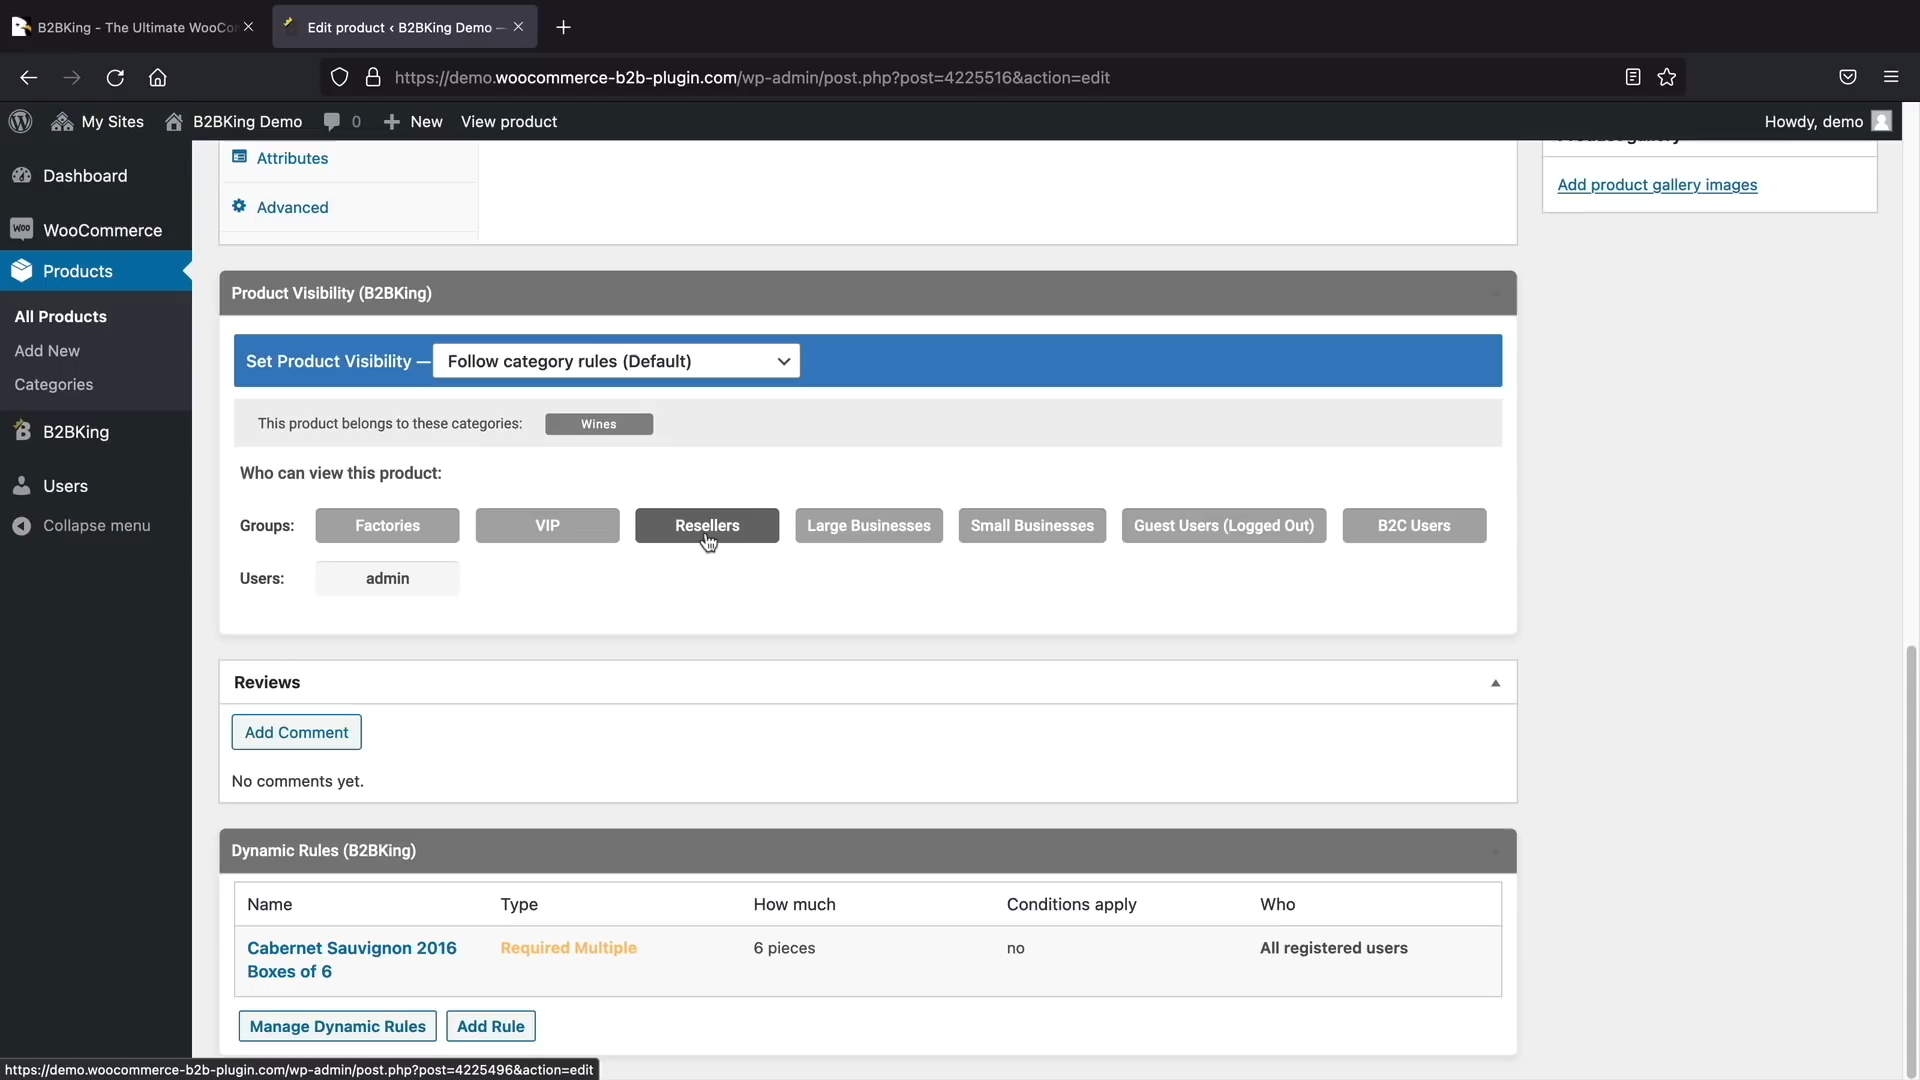 B2BKing - The Ultimate WooCo
Edit product ‹ B2BKing Demo —
https://demo.woocommerce-b2b-plugin.com/wp-admin/post.php?post=4225516&action=edit
My Sites
B2BKing Demo
0
New
View product
Howdy, demo
Dashboard
WooCommerce
Products
All Products
Add New
Categories
B2BKing
Users
Collapse menu
Attributes
Advanced
Add product gallery images
Product Visibility (B2BKing)
Set Product Visibility — Follow category rules (Default)
This product belongs to these categories: Wines
Who can view this product:
Groups: Factories VIP Resellers Large Businesses Small Businesses Guest Users (Logged Out) B2C Users
Users: admin
Reviews
Add Comment
No comments yet.
Dynamic Rules (B2BKing)
Name Type How much Conditions apply Who
Cabernet Sauvignon 2016 Required Multiple 6 pieces no All registered users
Boxes of 6
Manage Dynamic Rules Add Rule
https://demo.woocommerce-b2b-plugin.com/wp-admin/post.php?post=4225496&action=edit